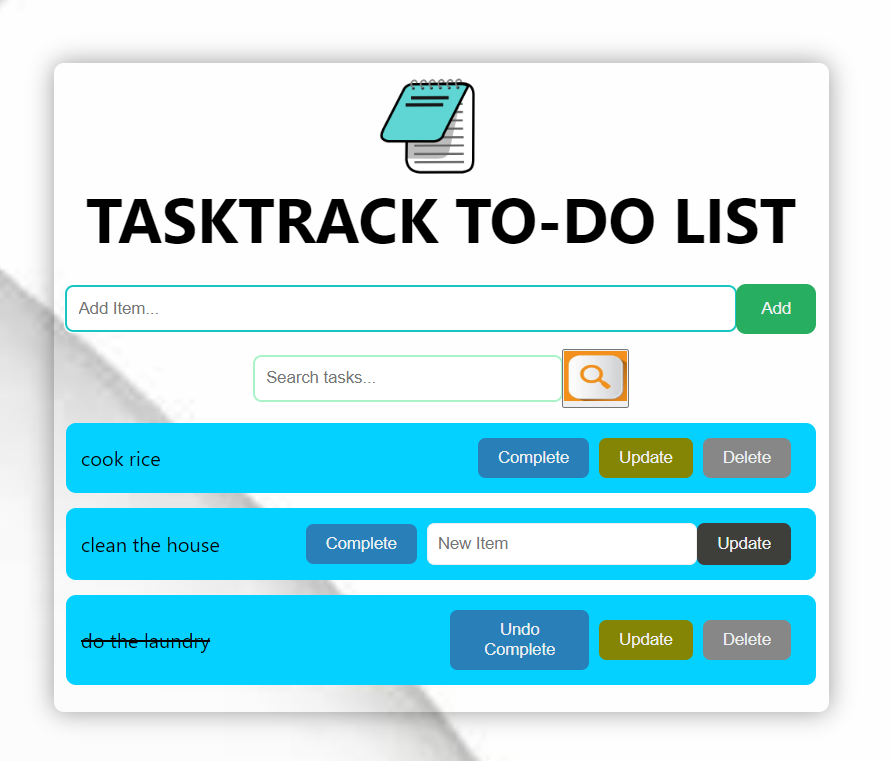 TASKTRACK TO-DO LIST
Add Item... Add
Search tasks...
cook rice Complete Update Delete
clean the house Complete New Item Update
do the laundry Undo Complete Update Delete